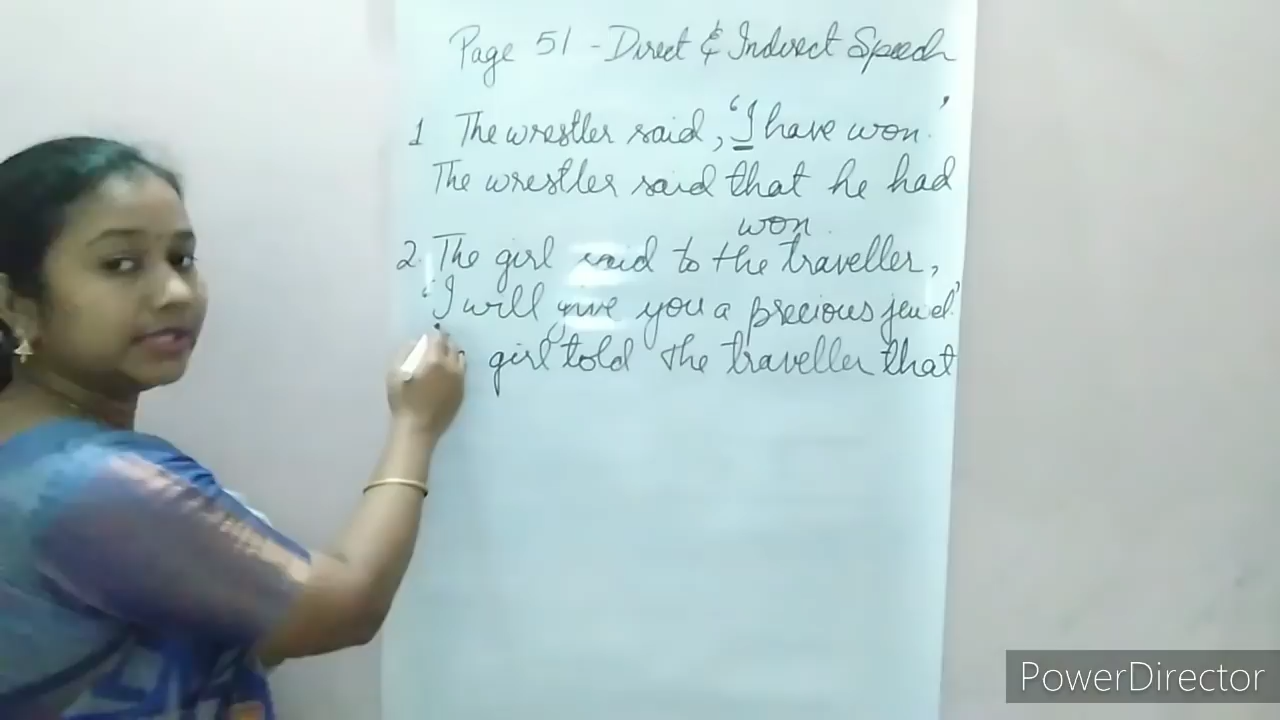 Page 51 - Direct & Indirect Speech
1 The wrestler said, 'I have won.'
The wrestler said that he had
won.
2. The girl said to the traveller,
'I will give you a precious jewel.'
girl told the traveller that
PowerDirector